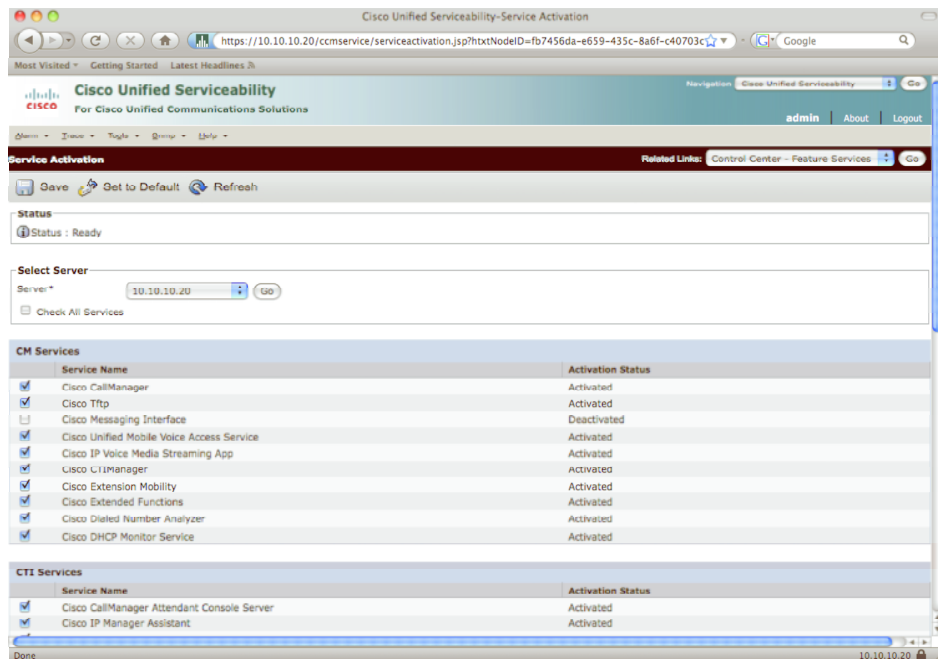 Cisco Unified Serviceability–Service Activation
https://10.10.10.20/ccmservice/serviceactivation.jsp?htxtNodeID=fb7456da-e659-435c-8a6f-c40703c
Google
Most Visited Getting Started Latest Headlines
CISCO
Cisco Unified Serviceability
For Cisco Unified Communications Solutions
Navigation Cisco Unified Serviceability Go
admin About Logout
Alarm Trace Tools Help
Service Activation
Related Links: Control Center - Feature Services Go
Save Set to Default Refresh
Status
Status : Ready
Select Server
Server* 10.10.10.20 Go
Check All Services
CM Services
Service Name Activation Status
Cisco CallManager Activated
Cisco Tftp Activated
Cisco Messaging Interface Deactivated
Cisco Unified Mobile Voice Access Service Activated
Cisco IP Voice Media Streaming App Activated
Cisco CTIManager Activated
Cisco Extension Mobility Activated
Cisco Extended Functions Activated
Cisco Dialed Number Analyzer Activated
Cisco DHCP Monitor Service Activated
CTI Services
Service Name Activation Status
Cisco CallManager Attendant Console Server Activated
Cisco IP Manager Assistant Activated
Done 10.10.10.20